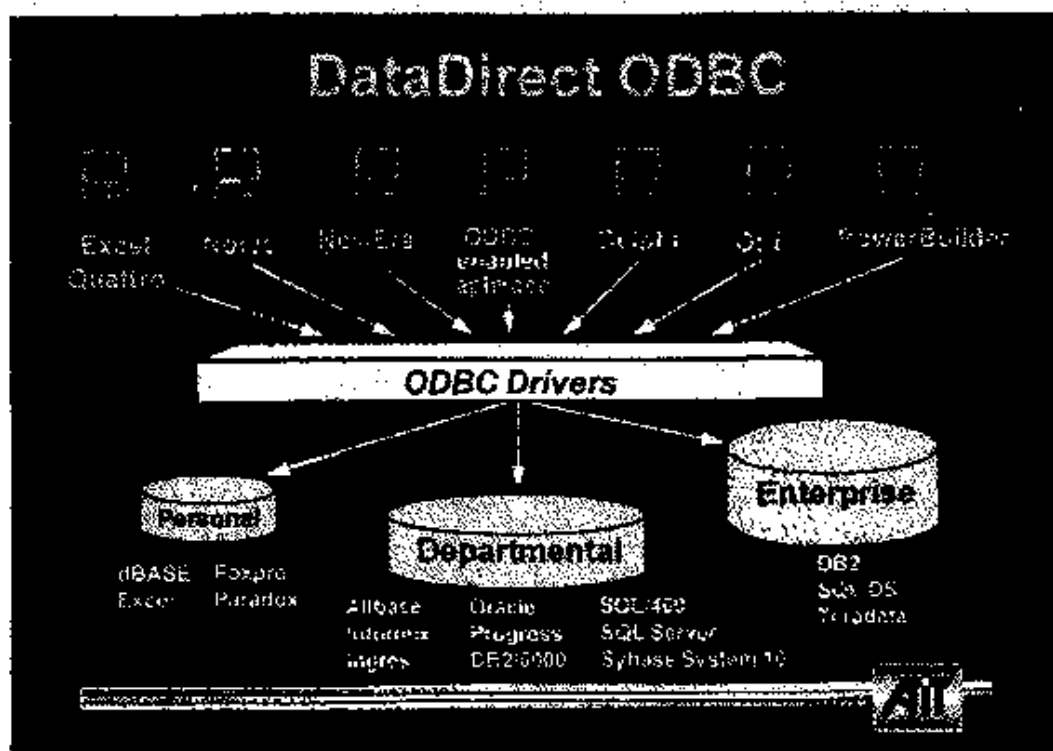 DataDirect ODBC
Excel
Quattro
NewEra
ODBC
enabled
Delphi
PowerBuilder
ODBC Drivers
Personal
Departmental
Enterprise
dBASE Foxpro
Excel Paradox
Allbase Oracle SQL/400
Informix Progress SQL Server
Ingres DB2/6000 Sybase System 10
DB2
SQL/DS
Teradata